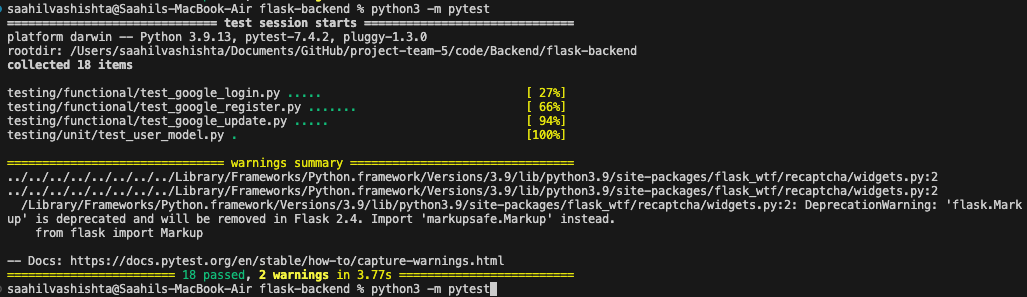 saahilvashishta@Saahils-MacBook-Air flask-backend % python3 -m pytest
============================== test session starts ==============================
platform darwin -- Python 3.9.13, pytest-7.4.2, pluggy-1.3.0
rootdir: /Users/saahilvashishta/Documents/GitHub/project-team-5/code/Backend/flask-backend
collected 18 items
testing/functional/test_google_login.py ..... [ 27%]
testing/functional/test_google_register.py ....... [ 66%]
testing/functional/test_google_update.py ..... [ 94%]
testing/unit/test_user_model.py . [100%]
=============================== warnings summary ================================
../../../../../../../../Library/Frameworks/Python.framework/Versions/3.9/lib/python3.9/site-packages/flask_wtf/recaptcha/widgets.py:2
../../../../../../../../Library/Frameworks/Python.framework/Versions/3.9/lib/python3.9/site-packages/flask_wtf/recaptcha/widgets.py:2
/Library/Frameworks/Python.framework/Versions/3.9/lib/python3.9/site-packages/flask_wtf/recaptcha/widgets.py:2: DeprecationWarning: 'flask.Mark
up' is deprecated and will be removed in Flask 2.4. Import 'markupsafe.Markup' instead.
from flask import Markup
-- Docs: https://docs.pytest.org/en/stable/how-to/capture-warnings.html
======================== 18 passed, 2 warnings in 3.77s =========================
saahilvashishta@Saahils-MacBook-Air flask-backend % python3 -m pytest